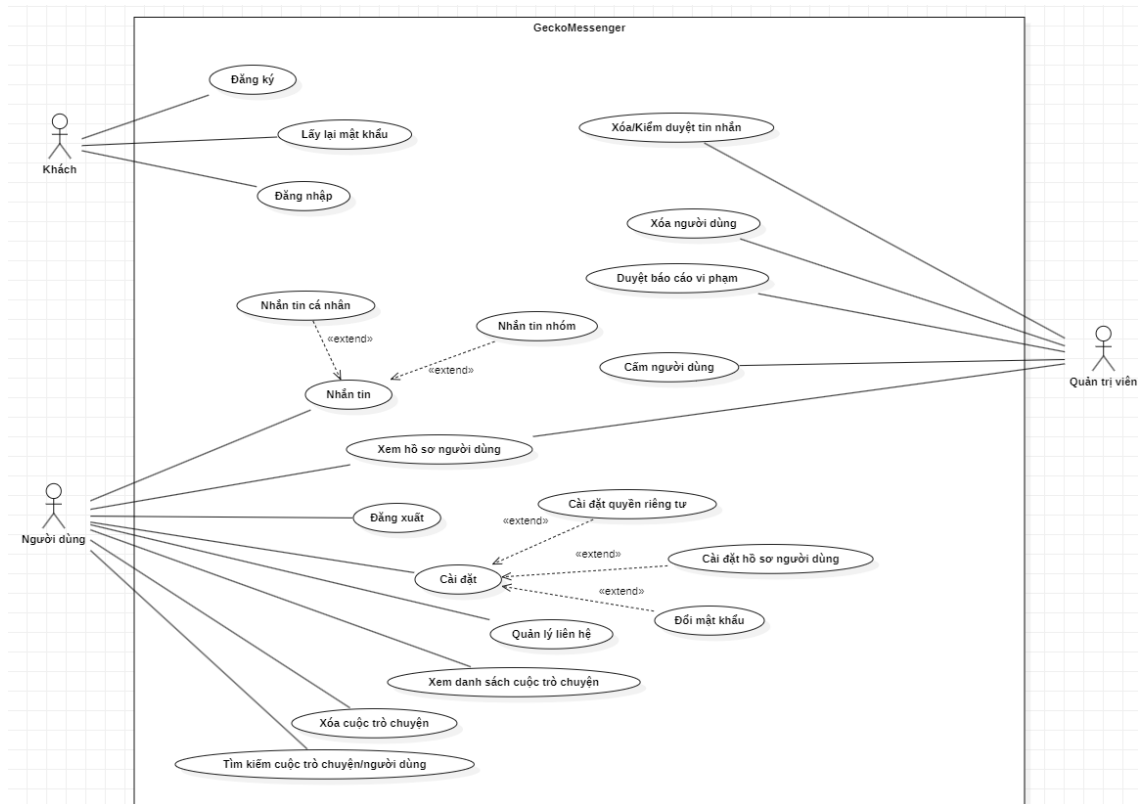 GeckoMessenger
Đăng ký
Lấy lại mật khẩu
Đăng nhập
Khách
Xóa/Kiểm duyệt tin nhắn
Xóa người dùng
Duyệt báo cáo vi phạm
Cấm người dùng
Quản trị viên
Nhắn tin cá nhân
Nhắn tin nhóm
«extend»
«extend»
Nhắn tin
Xem hồ sơ người dùng
Người dùng
Đăng xuất
Cài đặt quyền riêng tư
«extend»
Cài đặt hồ sơ người dùng
«extend»
Cài đặt
«extend»
Đổi mật khẩu
Quản lý liên hệ
Xem danh sách cuộc trò chuyện
Xóa cuộc trò chuyện
Tìm kiếm cuộc trò chuyện/người dùng